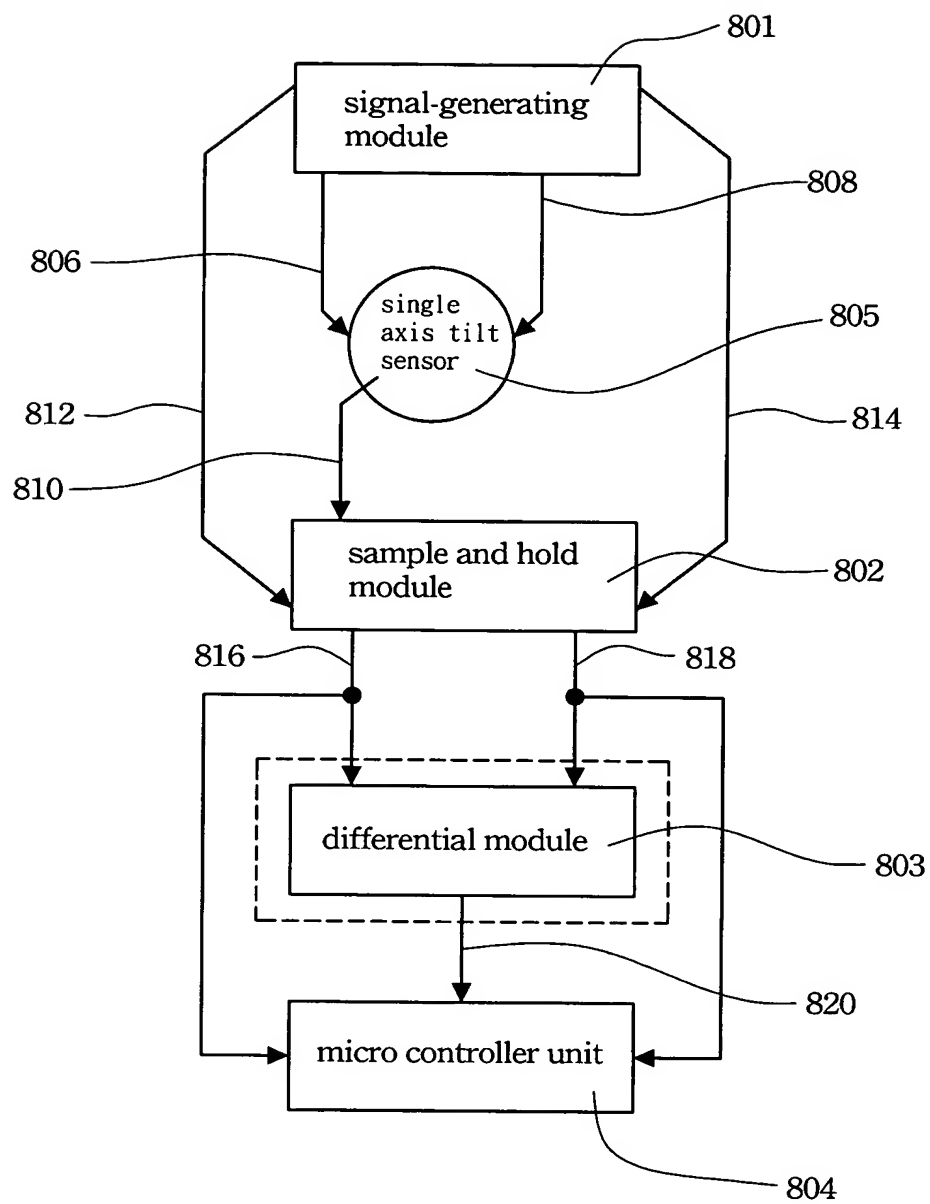 801
signal-generating
module
808
806
single
axis tilt
sensor
805
812
814
810
sample and hold
module
802
816
818
differential module
803
820
micro controller unit
804